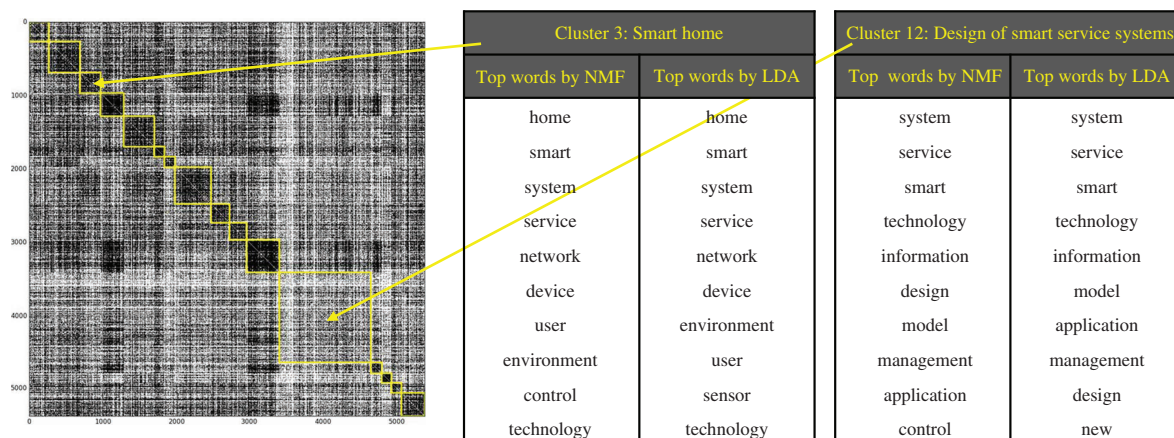 0
1000
2000
3000
4000
5000
0
1000
2000
3000
4000
5000
Cluster 3: Smart home
Top words by NMF Top words by LDA
home home
smart smart
system system
service service
network network
device device
user environment
environment user
control sensor
technology technology
Cluster 12: Design of smart service systems
Top words by NMF Top words by LDA
system system
service service
smart smart
technology technology
information information
design model
model application
management management
application design
control new